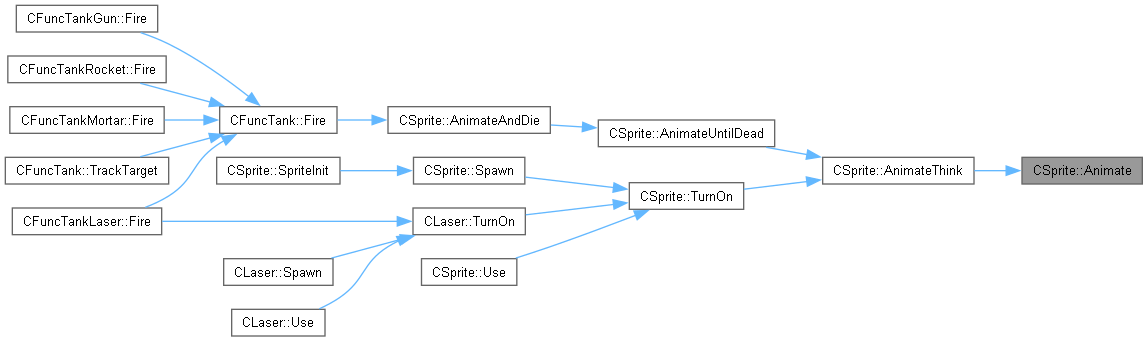 CFuncTankGun::Fire
CFuncTankRocket::Fire
CFuncTankMortar::Fire
CFuncTank::TrackTarget
CFuncTankLaser::Fire
CFuncTank::Fire
CSprite::SpriteInit
CLaser::Spawn
CLaser::Use
CSprite::AnimateAndDie
CSprite::Spawn
CLaser::TurnOn
CSprite::Use
CSprite::AnimateUntilDead
CSprite::TurnOn
CSprite::AnimateThink
CSprite::Animate